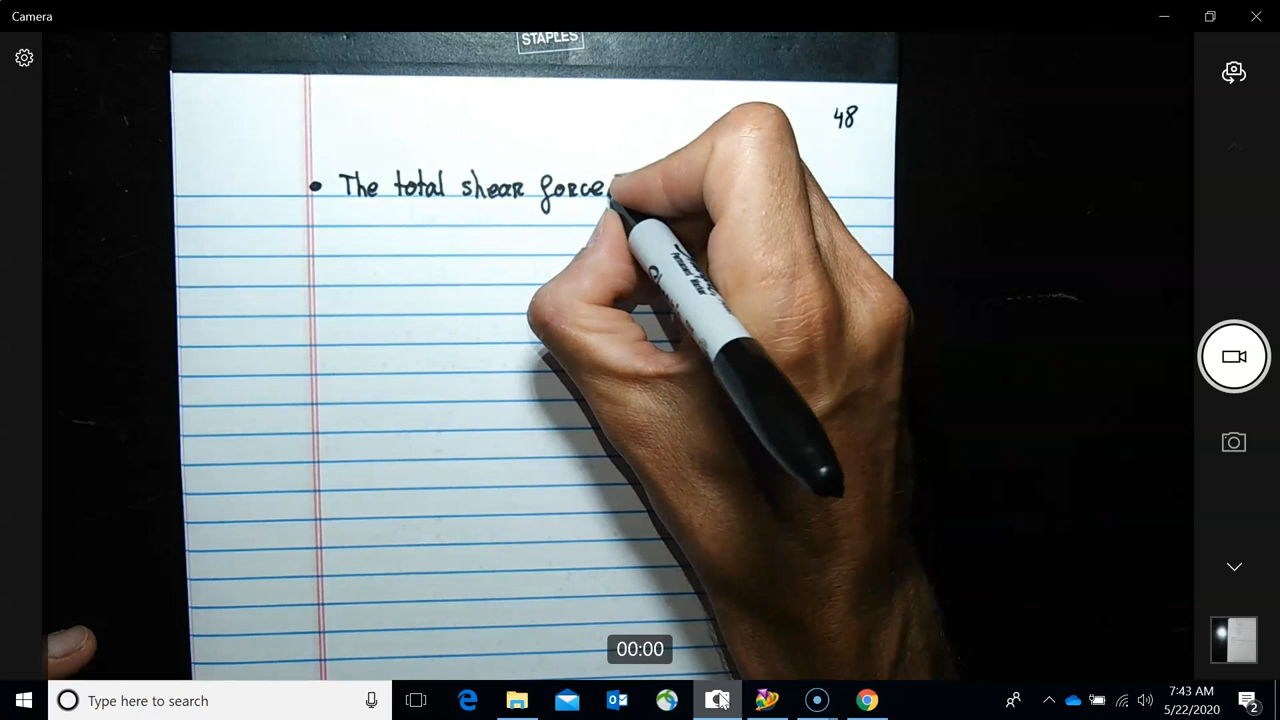 Camera
STAPLES
48
• The total shear force
00:00
Type here to search
7:43 AM
5/22/2020
2